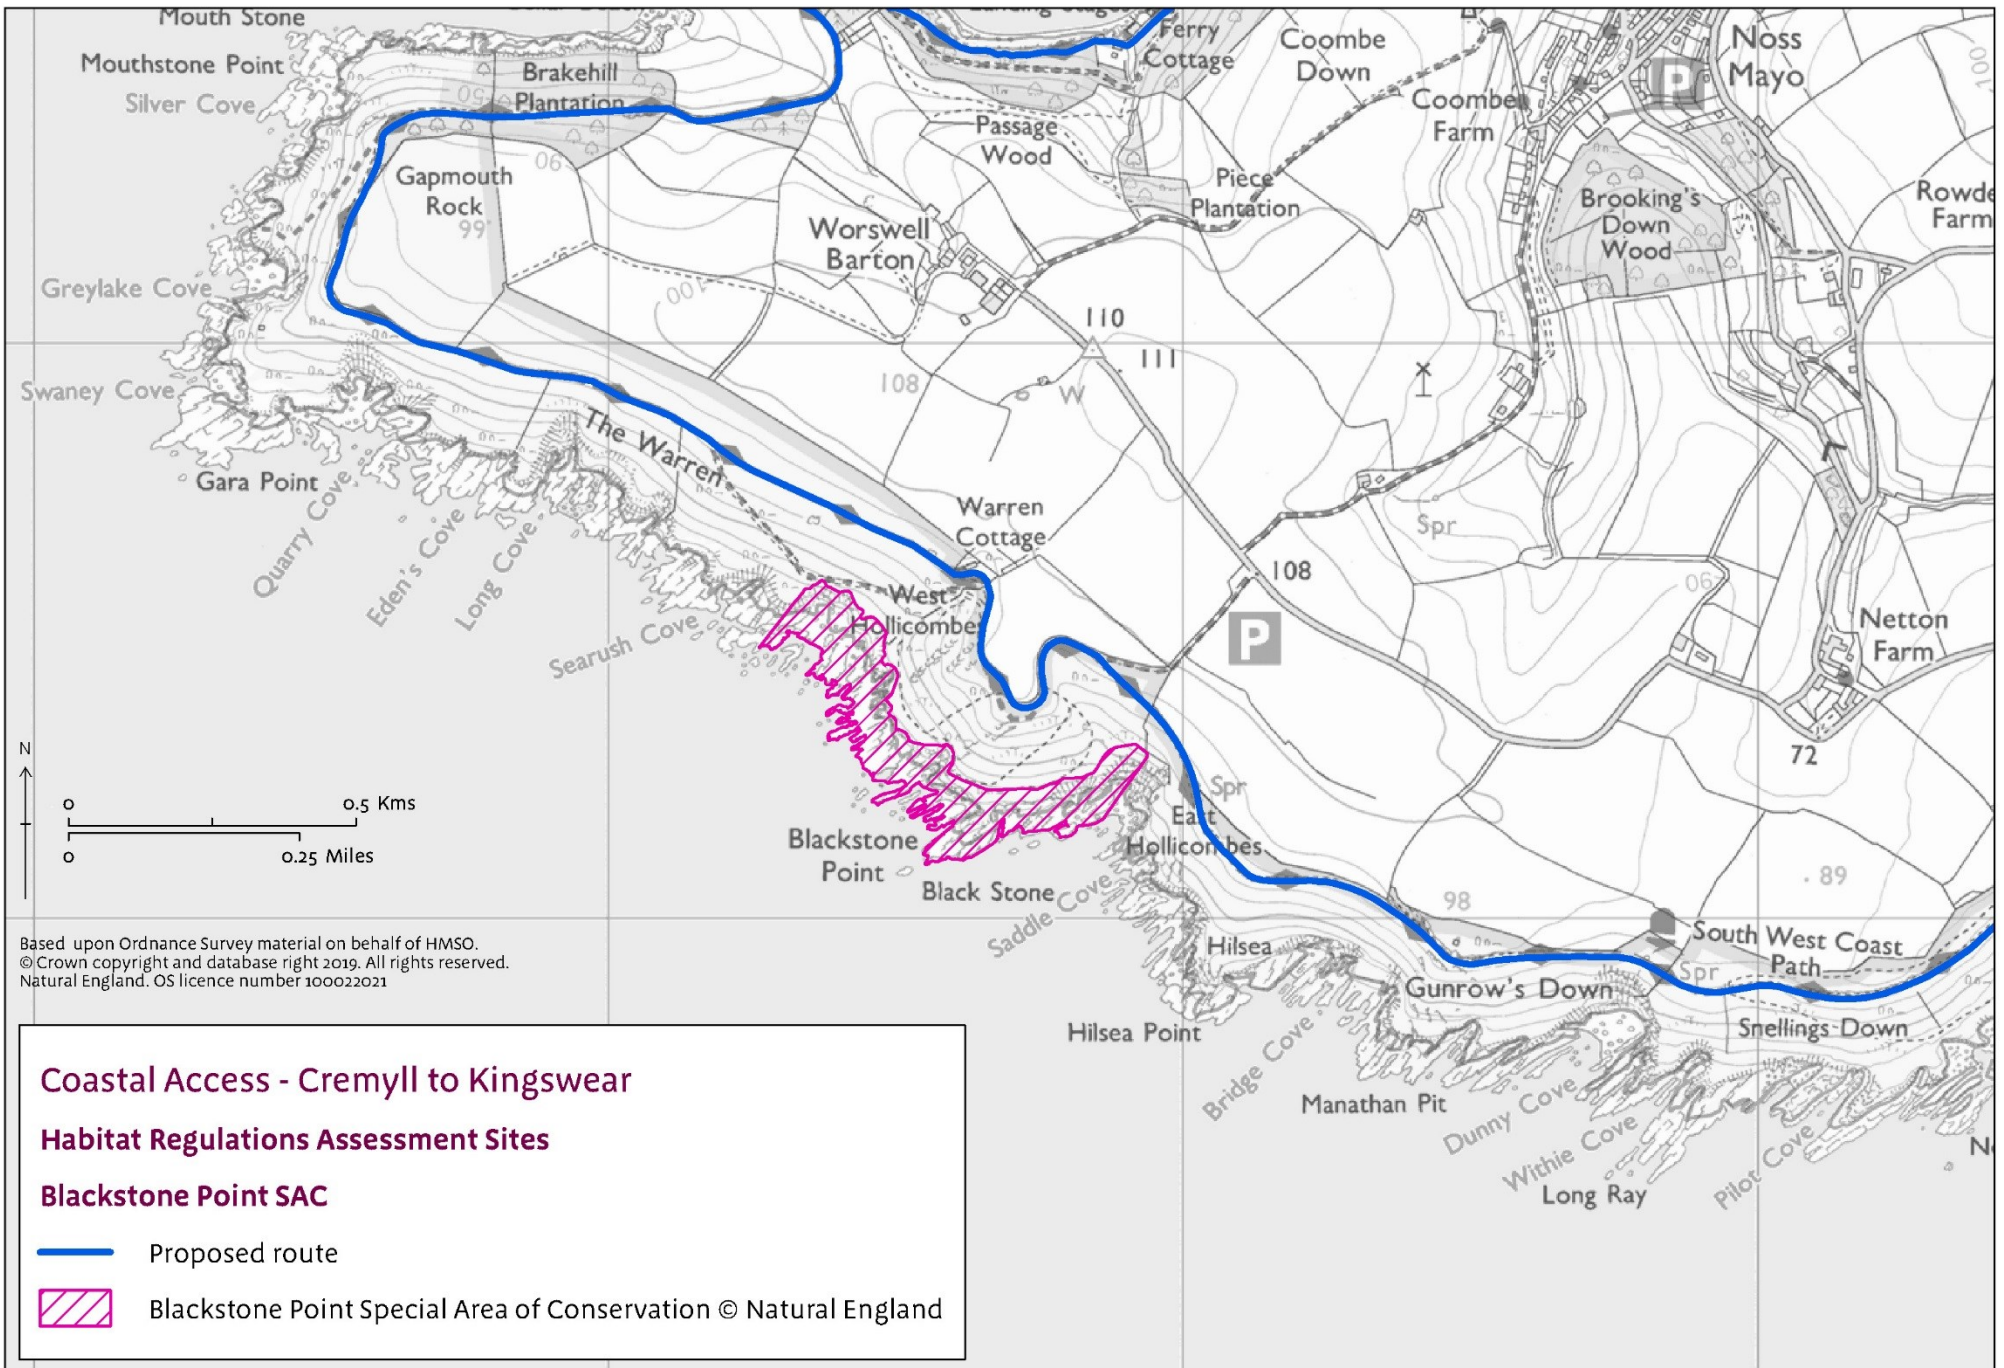 Mouth Stone
Mouthstone Point
Silver Cove
Brakehill
Plantation
50
Ferry
Cottage
Coombe
Down
Noss
Mayo
P
Coombe
Farm
Passage
Wood
Piece
Plantation
Brooking's
Down
Wood
Rowde
Farm
100
Gapmouth
Rock
99
90
Worswell
Barton
Greylake Cove
100
110
111
108
W
Swaney Cove
The Warren
Gara Point
Quarry Cove
Eden's Cove
Long Cove
Searush Cove
Warren
Cottage
West
Hollicombe
Spr
108
P
90
Netton
Farm
72
N
0 0.5 Kms
0 0.25 Miles
Spr
East
Hollicombes
Blackstone
Point
Black Stone
Saddle Cove
98
89
Hilsea
Hilsea Point
South West Coast
Path
Spr
Gunrow's Down
Snellings Down
Bridge Cove
Manathan Pit
Dunny Cove
Withie Cove
Long Ray
Pilot Cove
Based upon Ordnance Survey material on behalf of HMSO.
© Crown copyright and database right 2019. All rights reserved.
Natural England. OS licence number 100022021
Coastal Access - Cremyll to Kingswear
Habitat Regulations Assessment Sites
Blackstone Point SAC
Proposed route
Blackstone Point Special Area of Conservation © Natural England